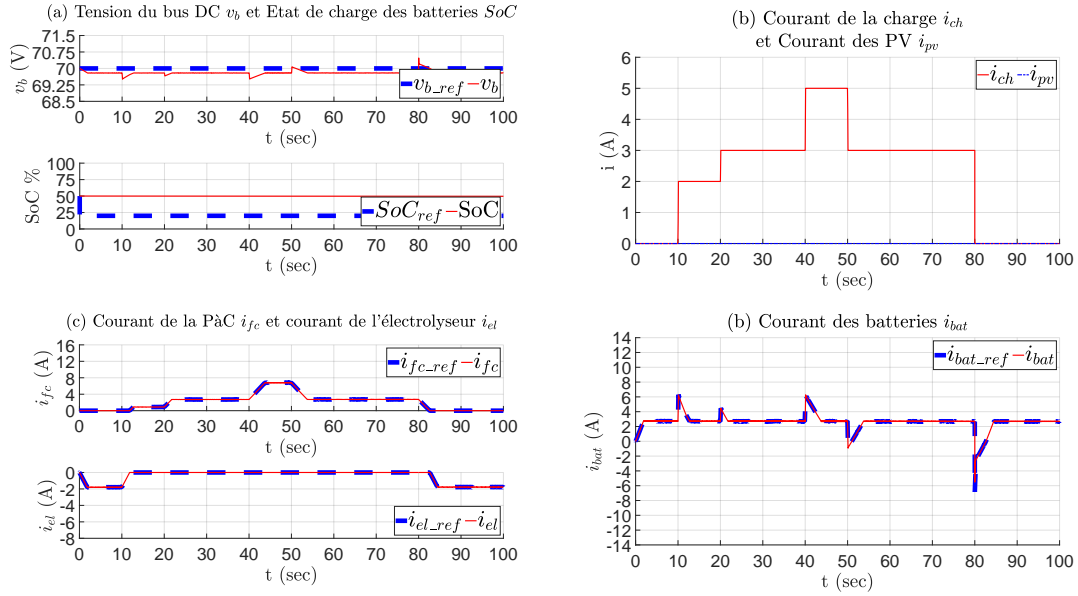 (a) Tension du bus DC v_b et Etat de charge des batteries SoC
71.5
70.75
70
69.25
68.5
v_b (V)
v_b_ref v_b
0 10 20 30 40 50 60 70 80 90 100
t (sec)
100
75
50
25
0
SoC %
SoC_ref SoC
0 10 20 30 40 50 60 70 80 90 100
t (sec)
(b) Courant de la charge i_ch
et Courant des PV i_pv
6
5
4
3
2
1
0
i (A)
i_ch i_pv
0 10 20 30 40 50 60 70 80 90 100
t (sec)
(c) Courant de la PàC i_fc et courant de l'électrolyseur i_el
16
12
8
4
0
i_fc (A)
i_fc_ref i_fc
0 10 20 30 40 50 60 70 80 90 100
0
-2
-4
-6
-8
i_el (A)
i_el_ref i_el
0 10 20 30 40 50 60 70 80 90 100
t (sec)
(b) Courant des batteries i_bat
14
12
10
8
6
4
2
0
-2
-4
-6
-8
-10
-12
-14
i_bat (A)
i_bat_ref i_bat
0 10 20 30 40 50 60 70 80 90 100
t (sec)